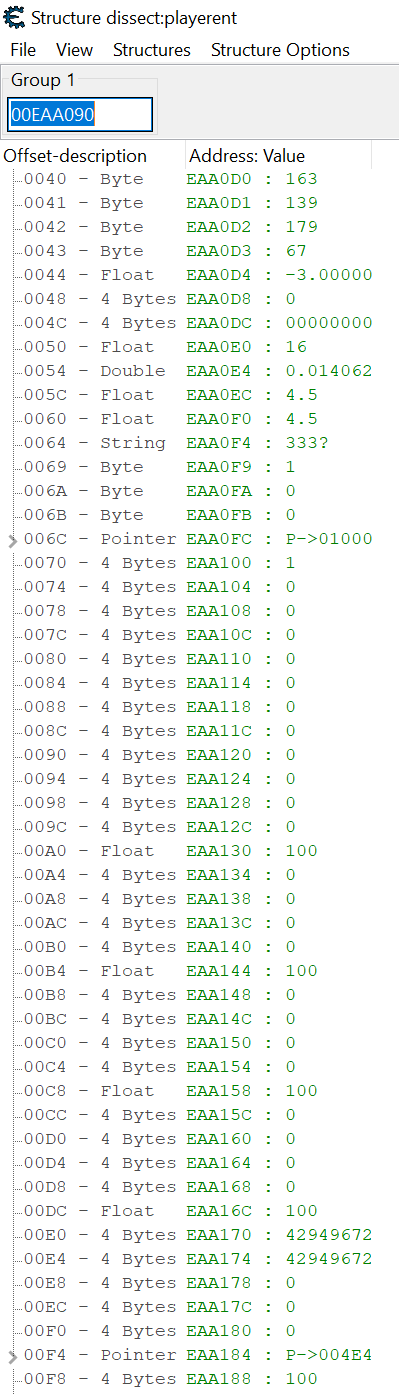 Structure dissect:playerent
File View Structures Structure Options
Group 1
00EAA090
Offset-description Address: Value
0040 - Byte EAA0D0 : 163
0041 - Byte EAA0D1 : 139
0042 - Byte EAA0D2 : 179
0043 - Byte EAA0D3 : 67
0044 - Float EAA0D4 : -3.00000
0048 - 4 Bytes EAA0D8 : 0
004C - 4 Bytes EAA0DC : 00000000
0050 - Float EAA0E0 : 16
0054 - Double EAA0E4 : 0.014062
005C - Float EAA0EC : 4.5
0060 - Float EAA0F0 : 4.5
0064 - String EAA0F4 : 333?
0069 - Byte EAA0F9 : 1
006A - Byte EAA0FA : 0
006B - Byte EAA0FB : 0
006C - Pointer EAA0FC : P->01000
0070 - 4 Bytes EAA100 : 1
0074 - 4 Bytes EAA104 : 0
0078 - 4 Bytes EAA108 : 0
007C - 4 Bytes EAA10C : 0
0080 - 4 Bytes EAA110 : 0
0084 - 4 Bytes EAA114 : 0
0088 - 4 Bytes EAA118 : 0
008C - 4 Bytes EAA11C : 0
0090 - 4 Bytes EAA120 : 0
0094 - 4 Bytes EAA124 : 0
0098 - 4 Bytes EAA128 : 0
009C - 4 Bytes EAA12C : 0
00A0 - Float EAA130 : 100
00A4 - 4 Bytes EAA134 : 0
00A8 - 4 Bytes EAA138 : 0
00AC - 4 Bytes EAA13C : 0
00B0 - 4 Bytes EAA140 : 0
00B4 - Float EAA144 : 100
00B8 - 4 Bytes EAA148 : 0
00BC - 4 Bytes EAA14C : 0
00C0 - 4 Bytes EAA150 : 0
00C4 - 4 Bytes EAA154 : 0
00C8 - Float EAA158 : 100
00CC - 4 Bytes EAA15C : 0
00D0 - 4 Bytes EAA160 : 0
00D4 - 4 Bytes EAA164 : 0
00D8 - 4 Bytes EAA168 : 0
00DC - Float EAA16C : 100
00E0 - 4 Bytes EAA170 : 42949672
00E4 - 4 Bytes EAA174 : 42949672
00E8 - 4 Bytes EAA178 : 0
00EC - 4 Bytes EAA17C : 0
00F0 - 4 Bytes EAA180 : 0
00F4 - Pointer EAA184 : P->004E4
00F8 - 4 Bytes EAA188 : 100